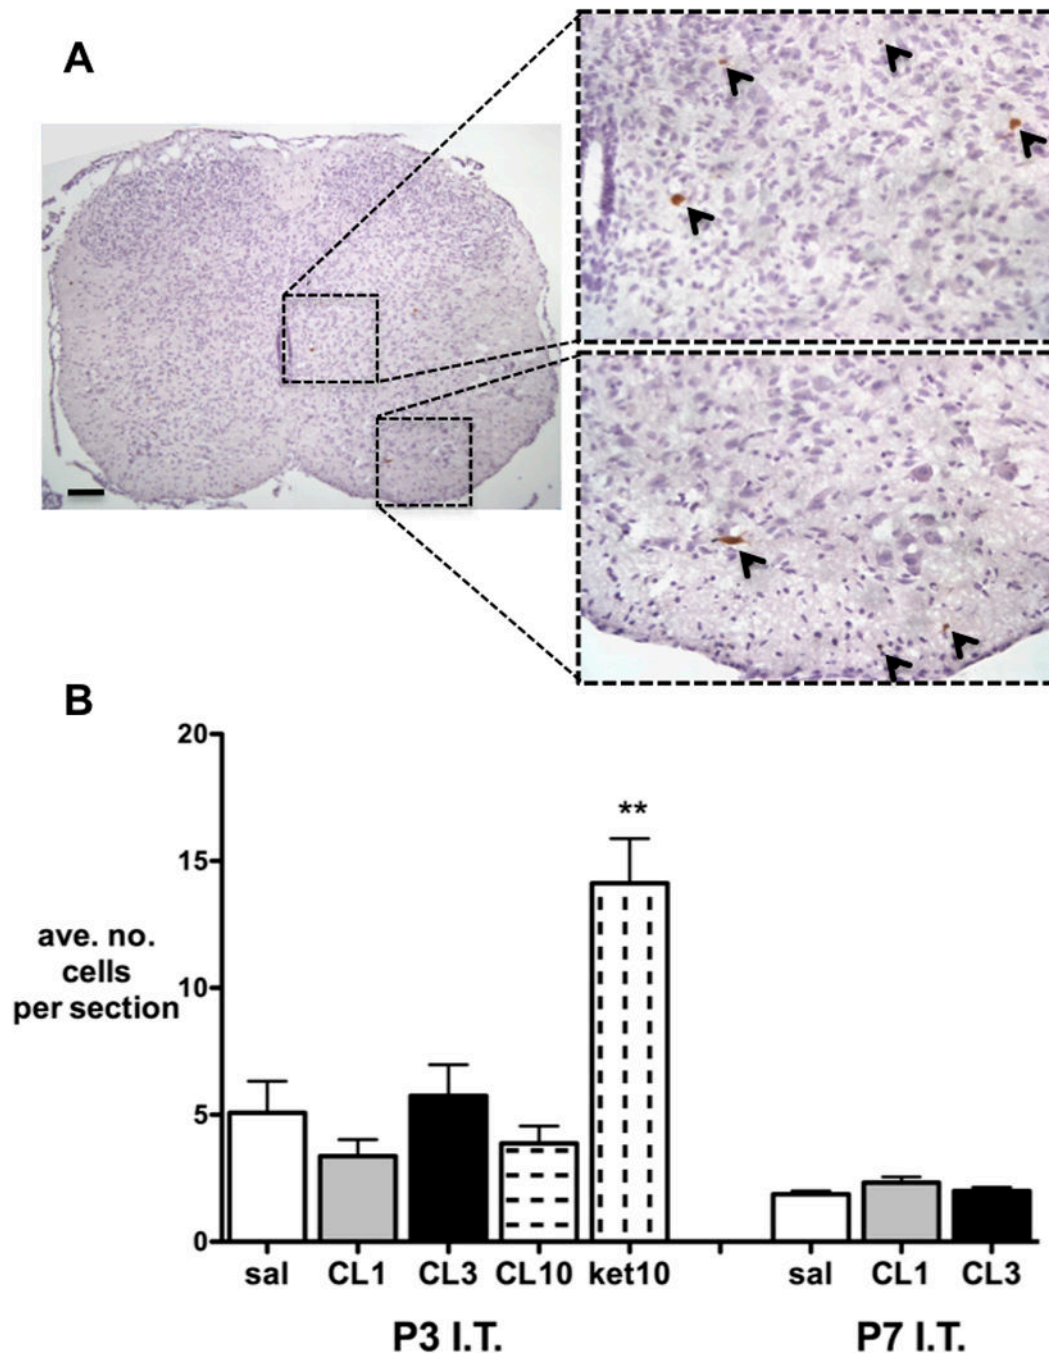 A
B
20
**
15
ave. no.
cells
per section
10
5
0
sal CL1 CL3 CL10 ket10 sal CL1 CL3
P3 I.T. P7 I.T.